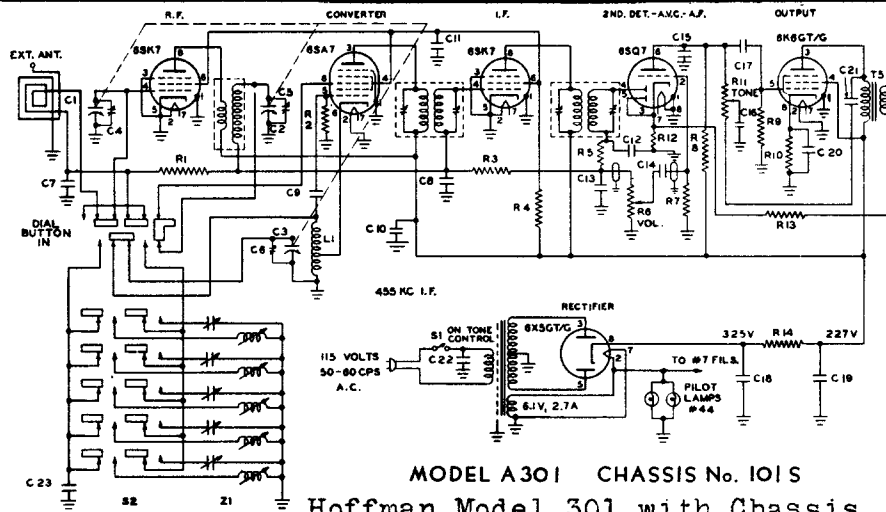 R.F. CONVERTER I.F. 2ND. DET.-A.V.C.-A.F. OUTPUT
6SK7 6SA7 C11 6SK7 6SQ7 C15 6K6GT/G
EXT. ANT.
C17 C21 T5
R11 TONE
C1 C4 C5 C2 R2 C16 R9
R10 C20
C12 R12 R8
R5 C14
C7 R1 C8 R3 C13 R6 VOL. R7
C9 R4 R13
DIAL BUTTON IN
C3 C6 L1 C10
455 KC I.F.
RECTIFIER
6X5GT/G
S1 ON TONE CONTROL
325V R14 227V
115 VOLTS
50-60 CPS
A.C.
C22
TO #7 FILS.
PILOT LAMPS #44
C18 C19
6.1V, 2.7A
C23 S2 Z1
MODEL A301 CHASSIS No. 101S
Hoffman Model 301 with Chassis